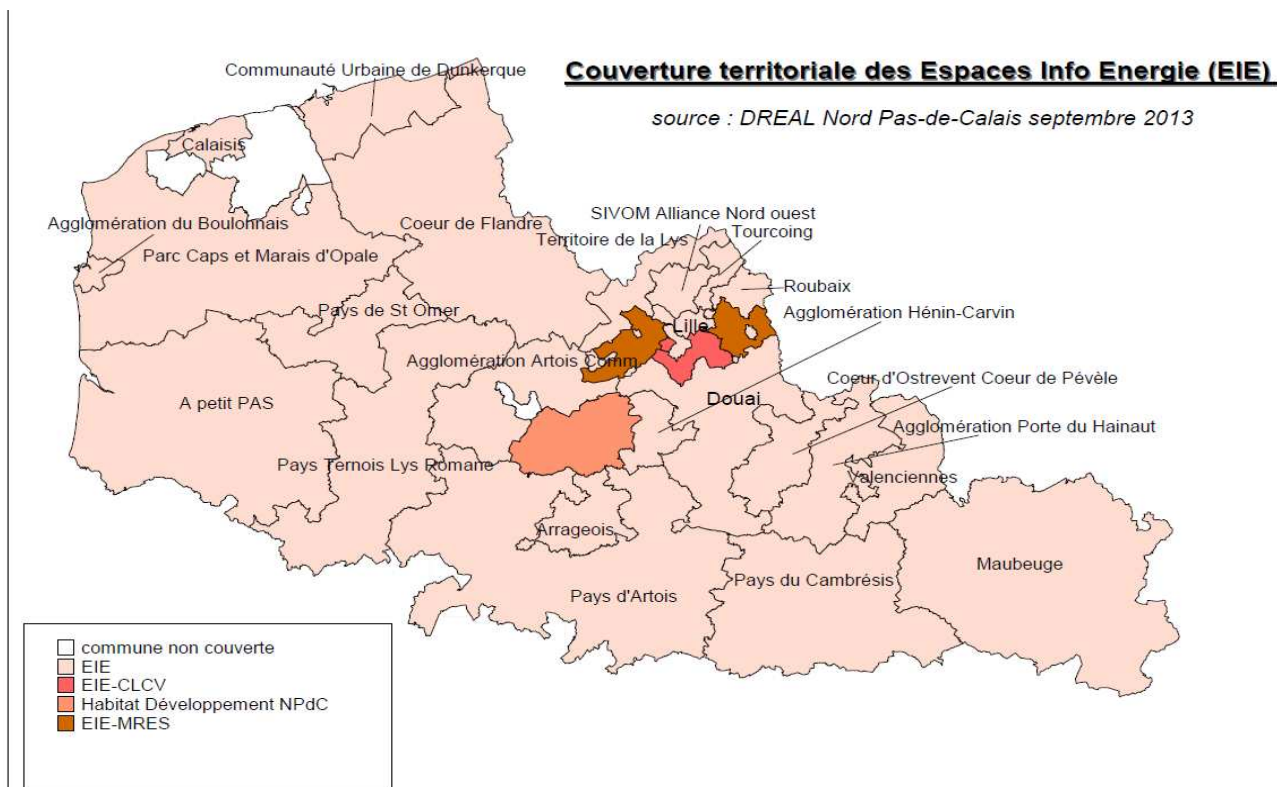 Couverture territoriale des Espaces Info Energie (EIE)
source : DREAL Nord Pas-de-Calais septembre 2013
Communauté Urbaine de Dunkerque
Calaisis
Agglomération du Boulonnais
Coeur de Flandre
Parc Caps et Marais d'Opale
SIVOM Alliance Nord ouest
Territoire de la Lys
Tourcoing
Roubaix
Pays de St Omer
Agglomération Hénin-Carvin
Lille
Agglomération Artois Comm
Coeur d'Ostrevent Coeur de Pévèle
A petit PAS
Douai
Agglomération Porte du Hainaut
Pays Ternois Lys Romane
Valenciennes
Arrageois
Maubeuge
Pays du Cambrésis
Pays d'Artois
commune non couverte
EIE
EIE-CLCV
Habitat Développement NPdC
EIE-MRES